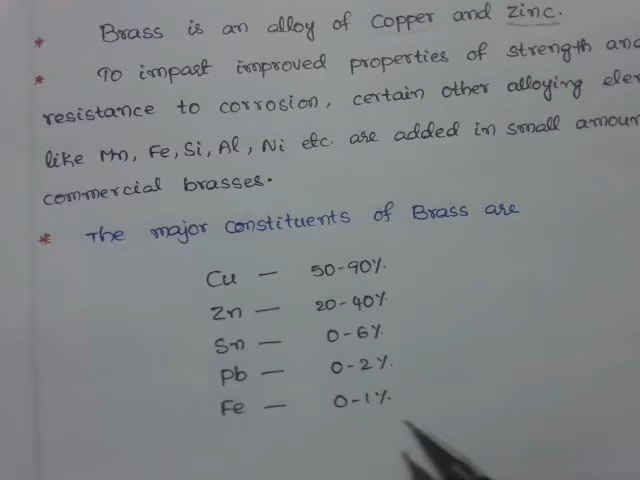 * Brass is an alloy of copper and zinc.
* To impart improved properties of strength and
resistance to corrosion, certain other alloying
like Mn, Fe, Si, Al, Ni etc. are added in small
commercial brasses.
* The major constituents of Brass are
Cu — 50-90%
Zn — 20-40%
Sn — 0-6%
Pb — 0-2%
Fe — 0-1%